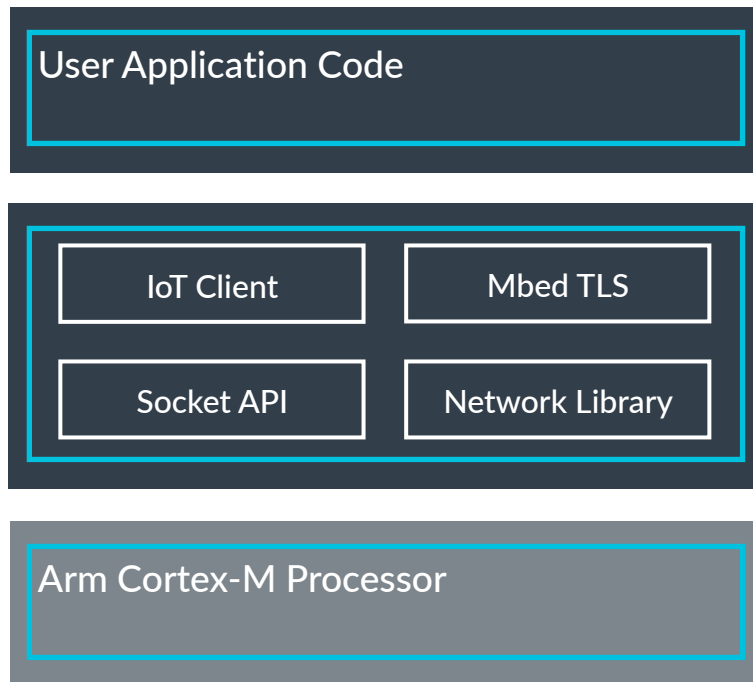 User Application Code
IoT Client
Mbed TLS
Socket API
Network Library
Arm Cortex-M Processor